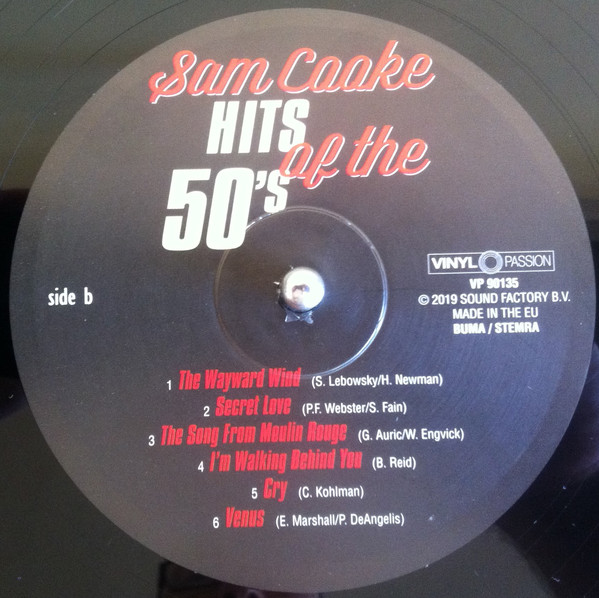 Sam Cooke
HITS
of the
50's
side b
VINYL PASSION
VP 90135
© 2019 SOUND FACTORY B.V.
MADE IN THE EU
BUMA / STEMRA
1 The Wayward Wind (S. Lebowsky/H. Newman)
2 Secret Love (P.F. Webster/S. Fain)
3 The Song From Moulin Rouge (G. Auric/W. Engvick)
4 I'm Walking Behind You (B. Reid)
5 Cry (C. Kohlman)
6 Venus (E. Marshall/P. DeAngelis)